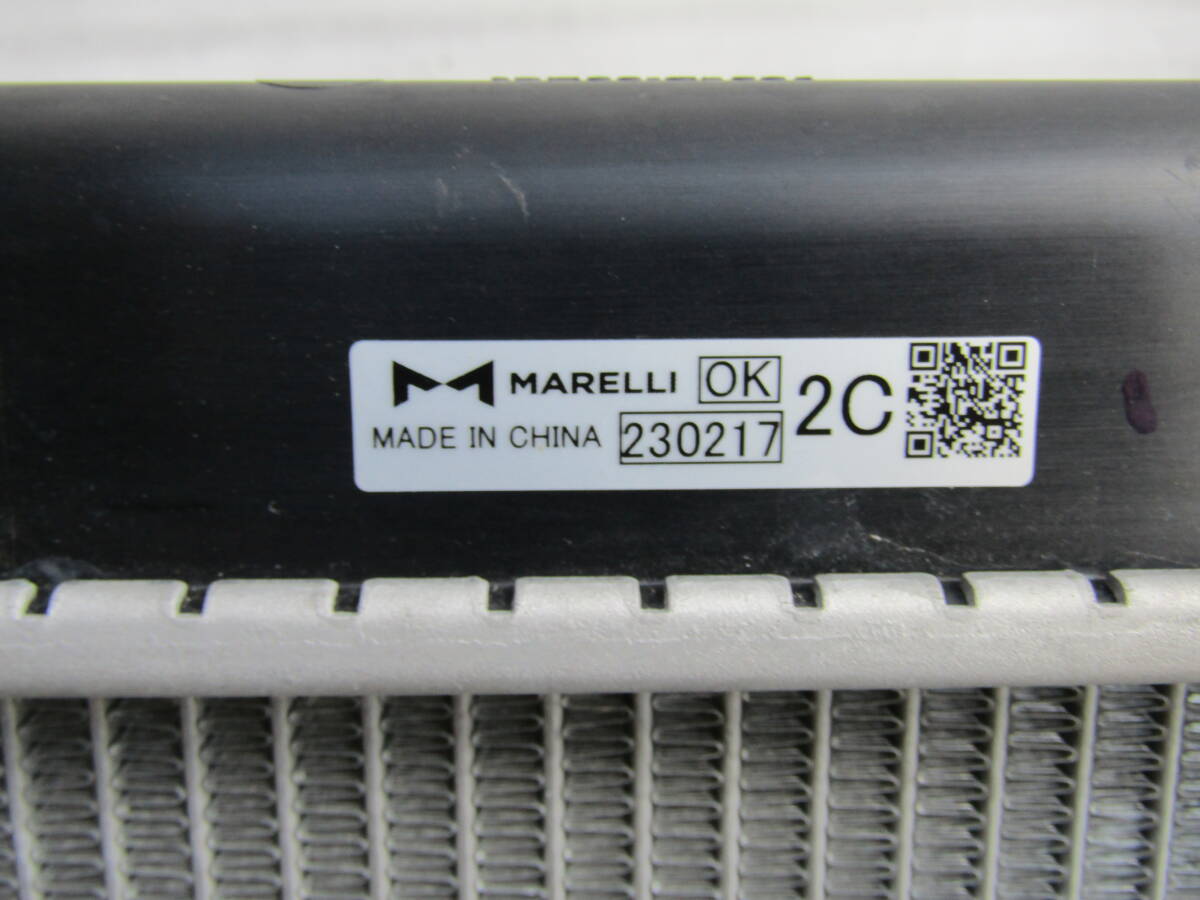 MARELLI OK 2C
MADE IN CHINA 230217